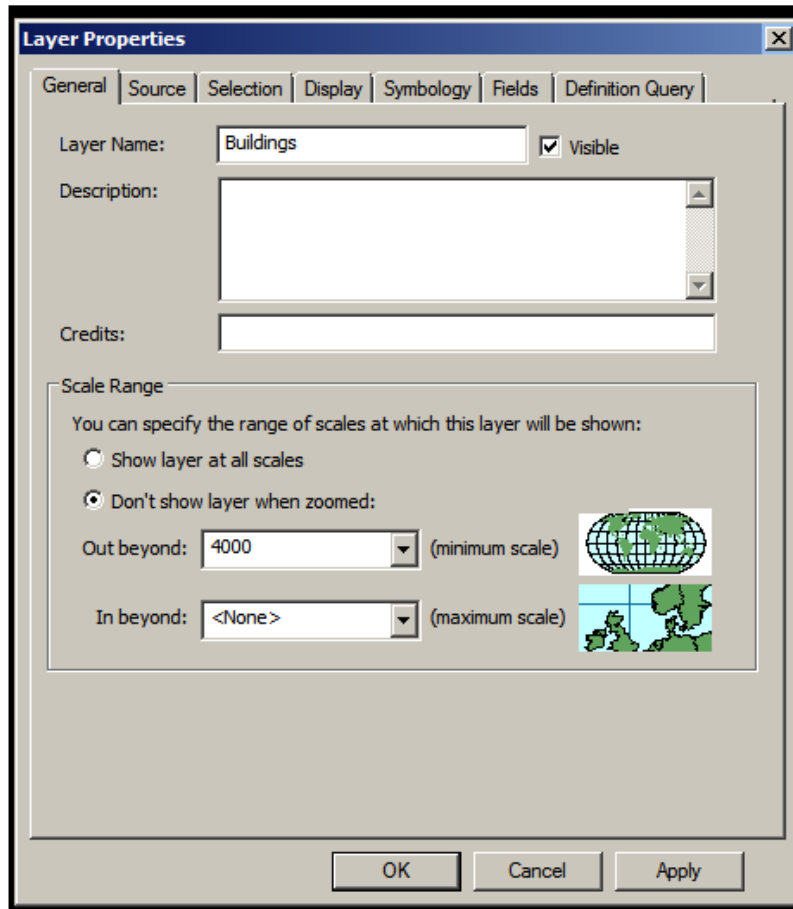 Layer Properties
General Source Selection Display Symbology Fields Definition Query
Layer Name: Buildings Visible
Description:
Credits:
Scale Range
You can specify the range of scales at which this layer will be shown:
Show layer at all scales
Don't show layer when zoomed:
Out beyond: 4000 (minimum scale)
In beyond: <None> (maximum scale)
OK Cancel Apply